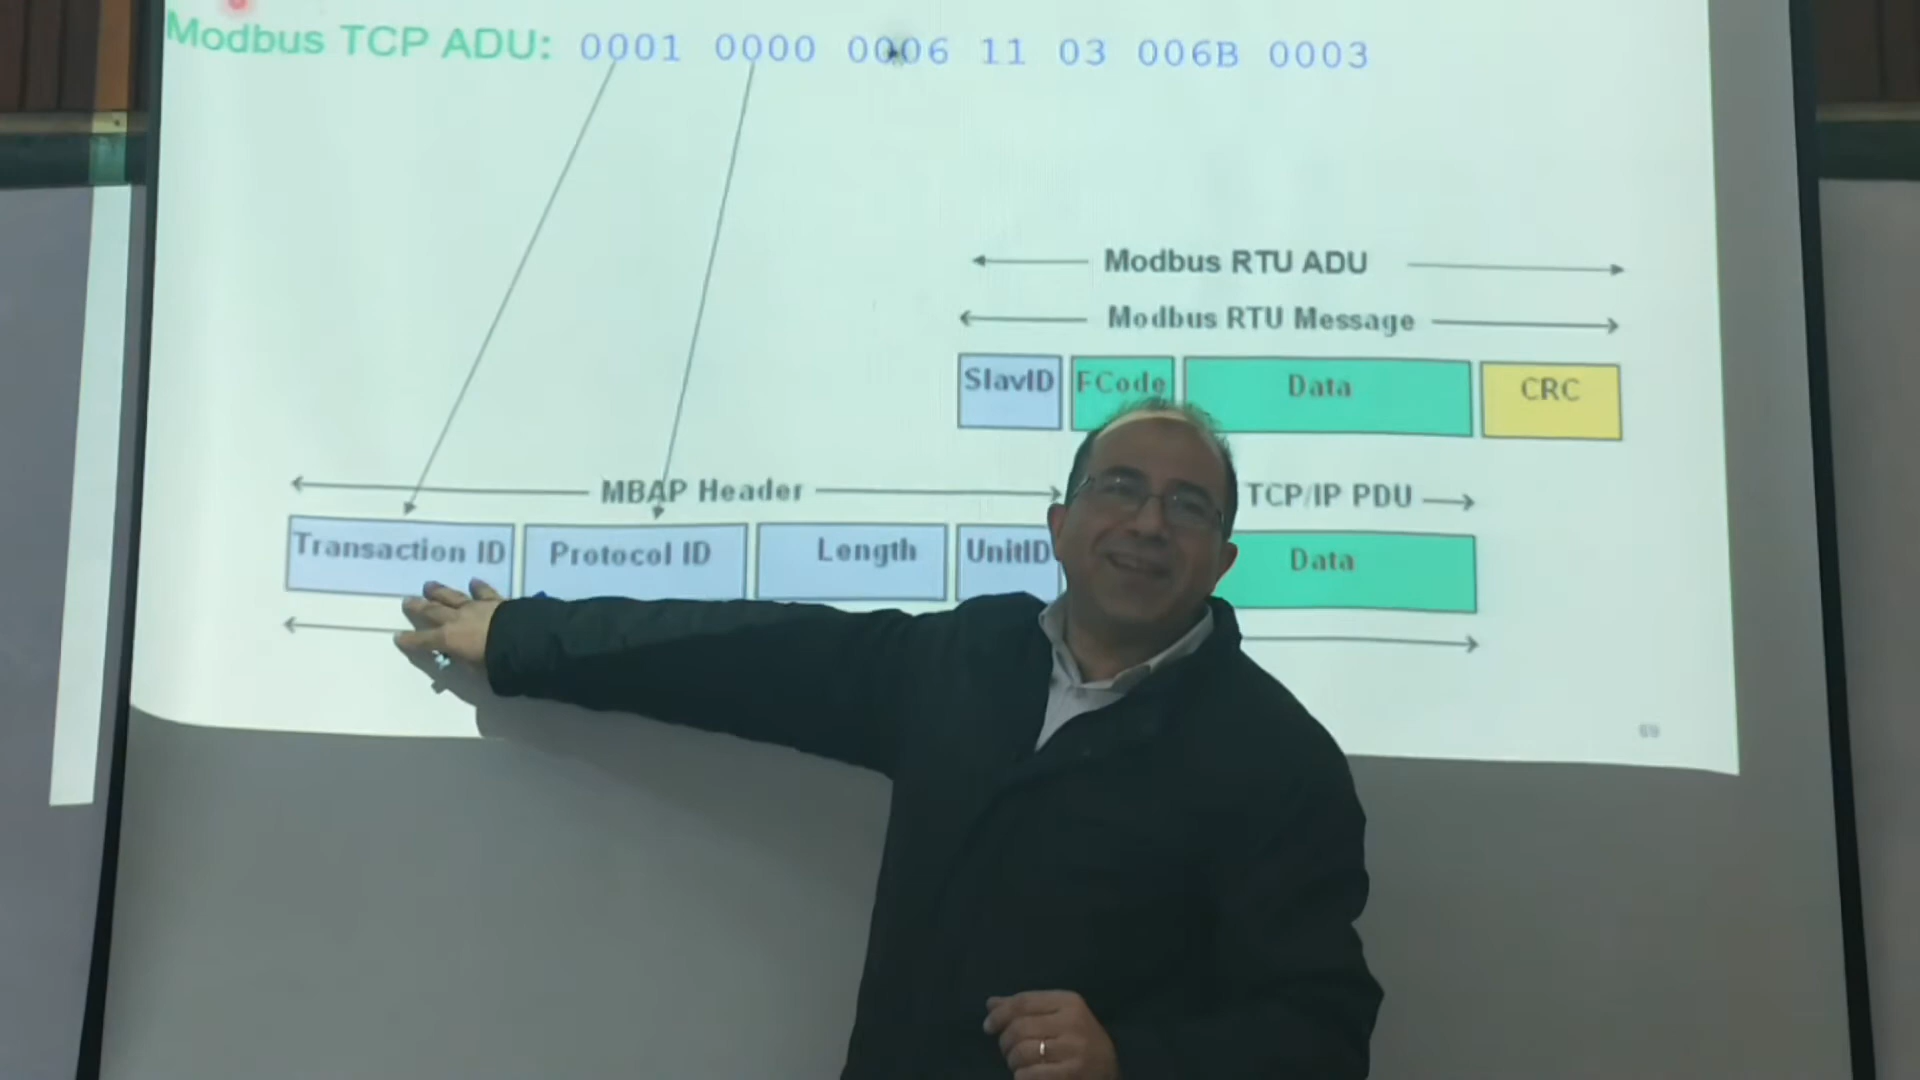 Modbus TCP ADU: 0001 0000 0006 11 03 006B 0003
Modbus RTU ADU
Modbus RTU Message
SlavID FCode Data CRC
MBAP Header TCP/IP PDU
Transaction ID Protocol ID Length UnitID Data
69